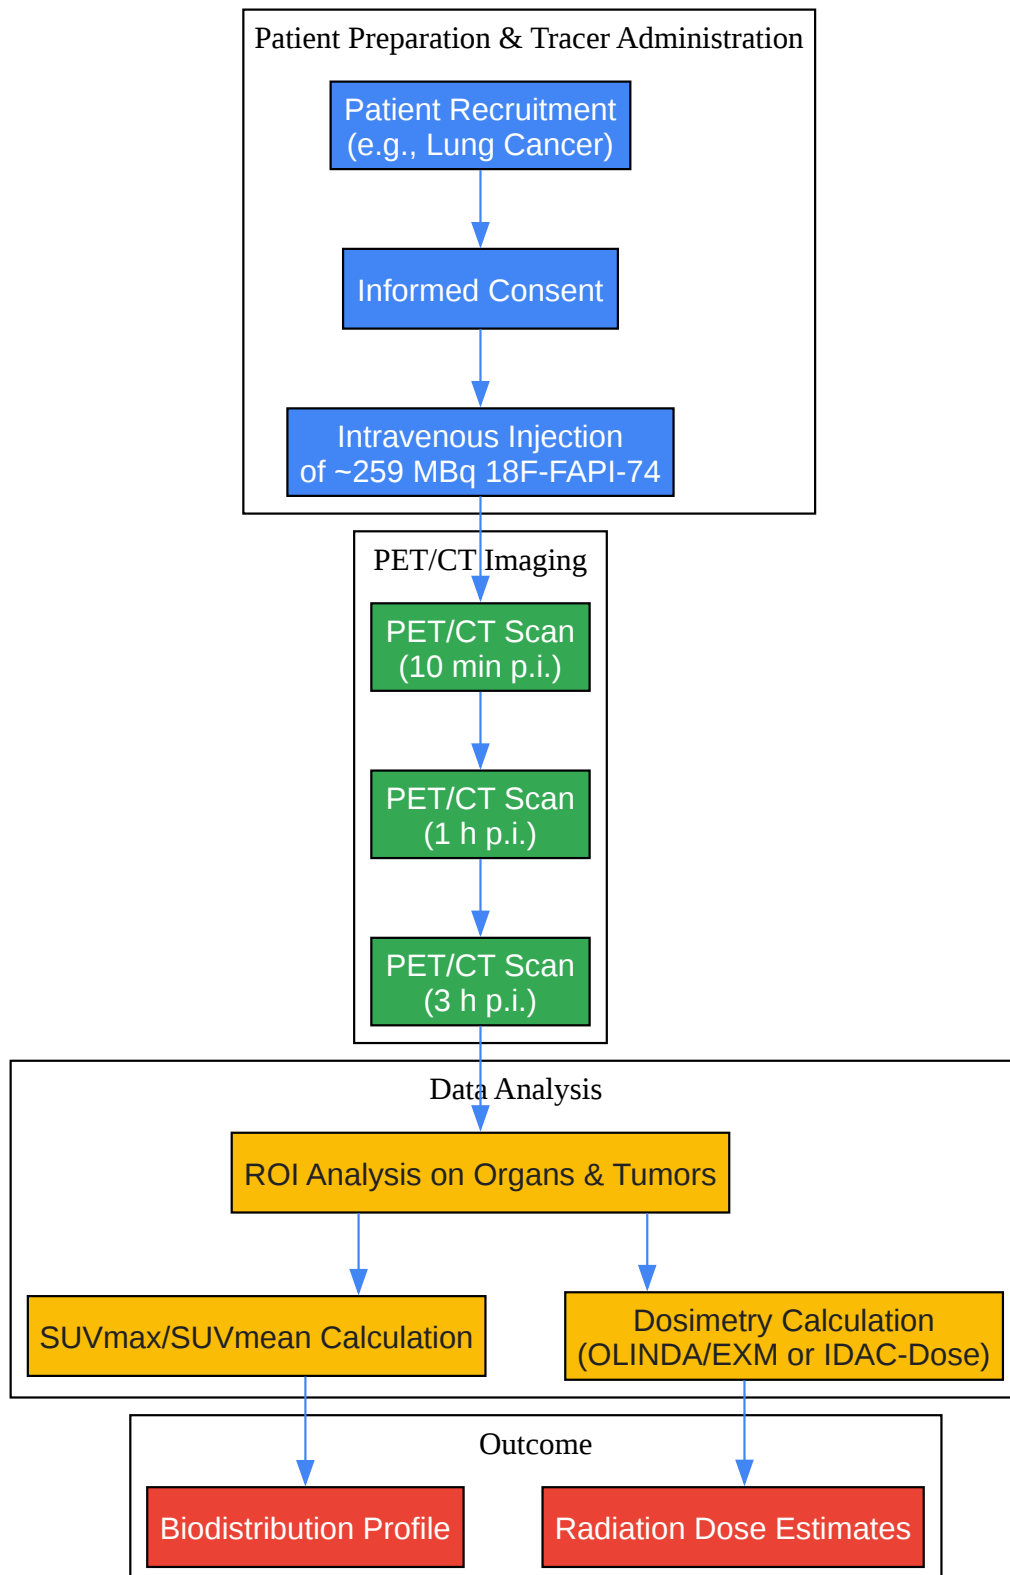 Patient Preparation & Tracer Administration
Patient Recruitment
(e.g., Lung Cancer)
Informed Consent
Intravenous Injection
of ~259 MBq 18F-FAPI-74
PET/CT Imaging
PET/CT Scan
(10 min p.i.)
PET/CT Scan
(1 h p.i.)
PET/CT Scan
(3 h p.i.)
Data Analysis
ROI Analysis on Organs & Tumors
SUVmax/SUVmean Calculation
Dosimetry Calculation
(OLINDA/EXM or IDAC-Dose)
Outcome
Biodistribution Profile
Radiation Dose Estimates